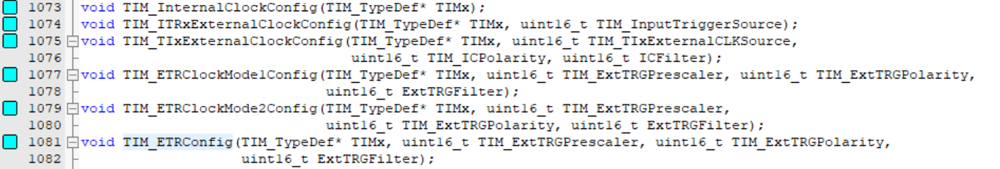 1073 void TIM_InternalClockConfig(TIM_TypeDef* TIMx);
1074 void TIM_ITRxExternalClockConfig(TIM_TypeDef* TIMx, uint16_t TIM_InputTriggerSource);
1075 void TIM_TIxExternalClockConfig(TIM_TypeDef* TIMx, uint16_t TIM_TIxExternalCLKSource,
1076 uint16_t TIM_ICPolarity, uint16_t ICFilter);
1077 void TIM_ETRClockMode1Config(TIM_TypeDef* TIMx, uint16_t TIM_ExtTRGPrescaler, uint16_t TIM_ExtTRGPolarity,
1078 uint16_t ExtTRGFilter);
1079 void TIM_ETRClockMode2Config(TIM_TypeDef* TIMx, uint16_t TIM_ExtTRGPrescaler,
1080 uint16_t TIM_ExtTRGPolarity, uint16_t ExtTRGFilter);
1081 void TIM_ETRConfig(TIM_TypeDef* TIMx, uint16_t TIM_ExtTRGPrescaler, uint16_t TIM_ExtTRGPolarity,
1082 uint16_t ExtTRGFilter);